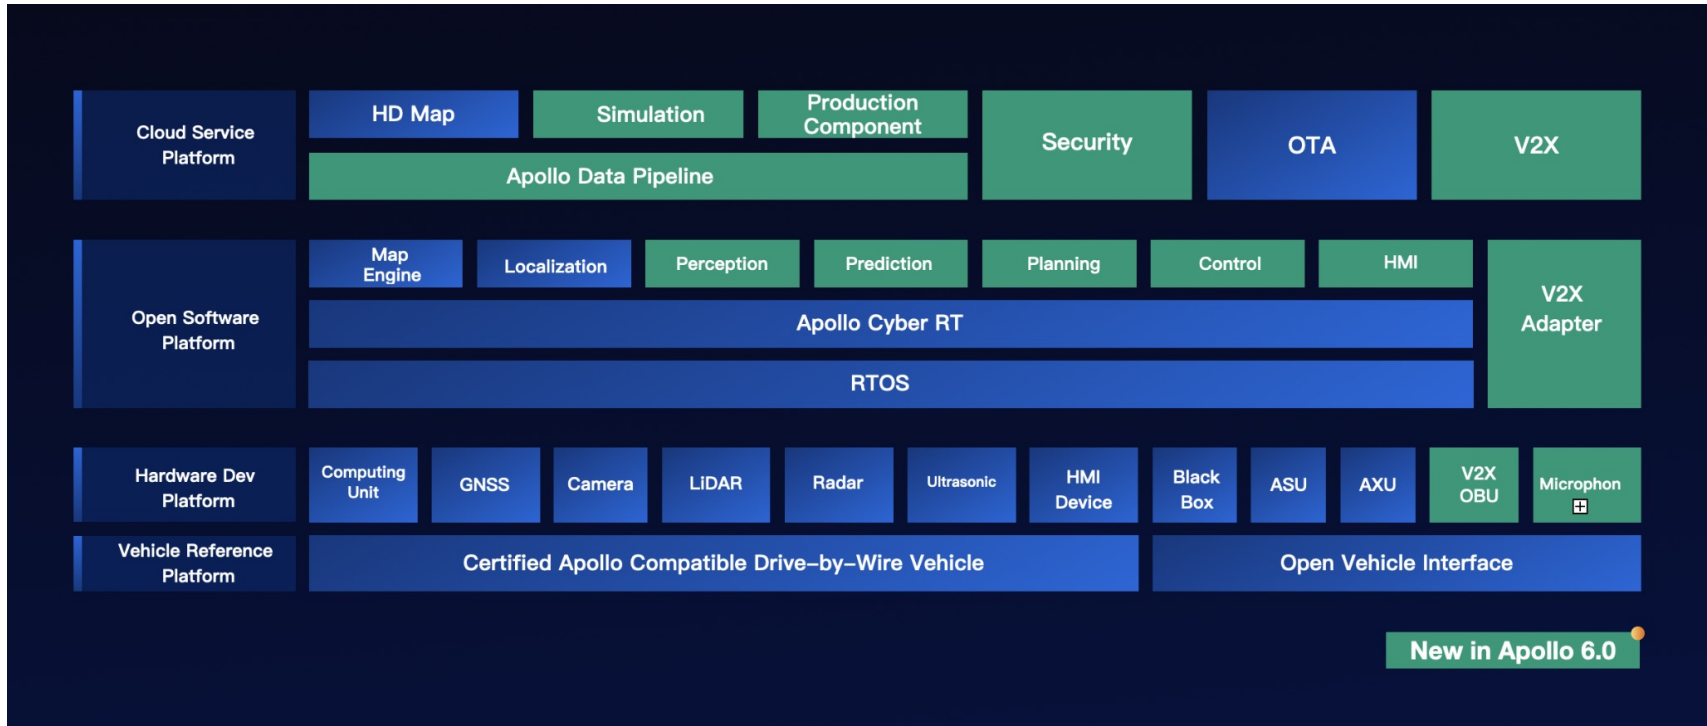 Cloud Service
Platform
HD Map
Simulation
Production
Component
Apollo Data Pipeline
Security
OTA
V2X
Open Software
Platform
Map
Engine
Localization
Perception
Prediction
Planning
Control
HMI
Apollo Cyber RT
RTOS
V2X
Adapter
Hardware Dev
Platform
Computing
Unit
GNSS
Camera
LiDAR
Radar
Ultrasonic
HMI
Device
Black
Box
ASU
AXU
V2X
OBU
Microphon
Vehicle Reference
Platform
Certified Apollo Compatible Drive-by-Wire Vehicle
Open Vehicle Interface
New in Apollo 6.0